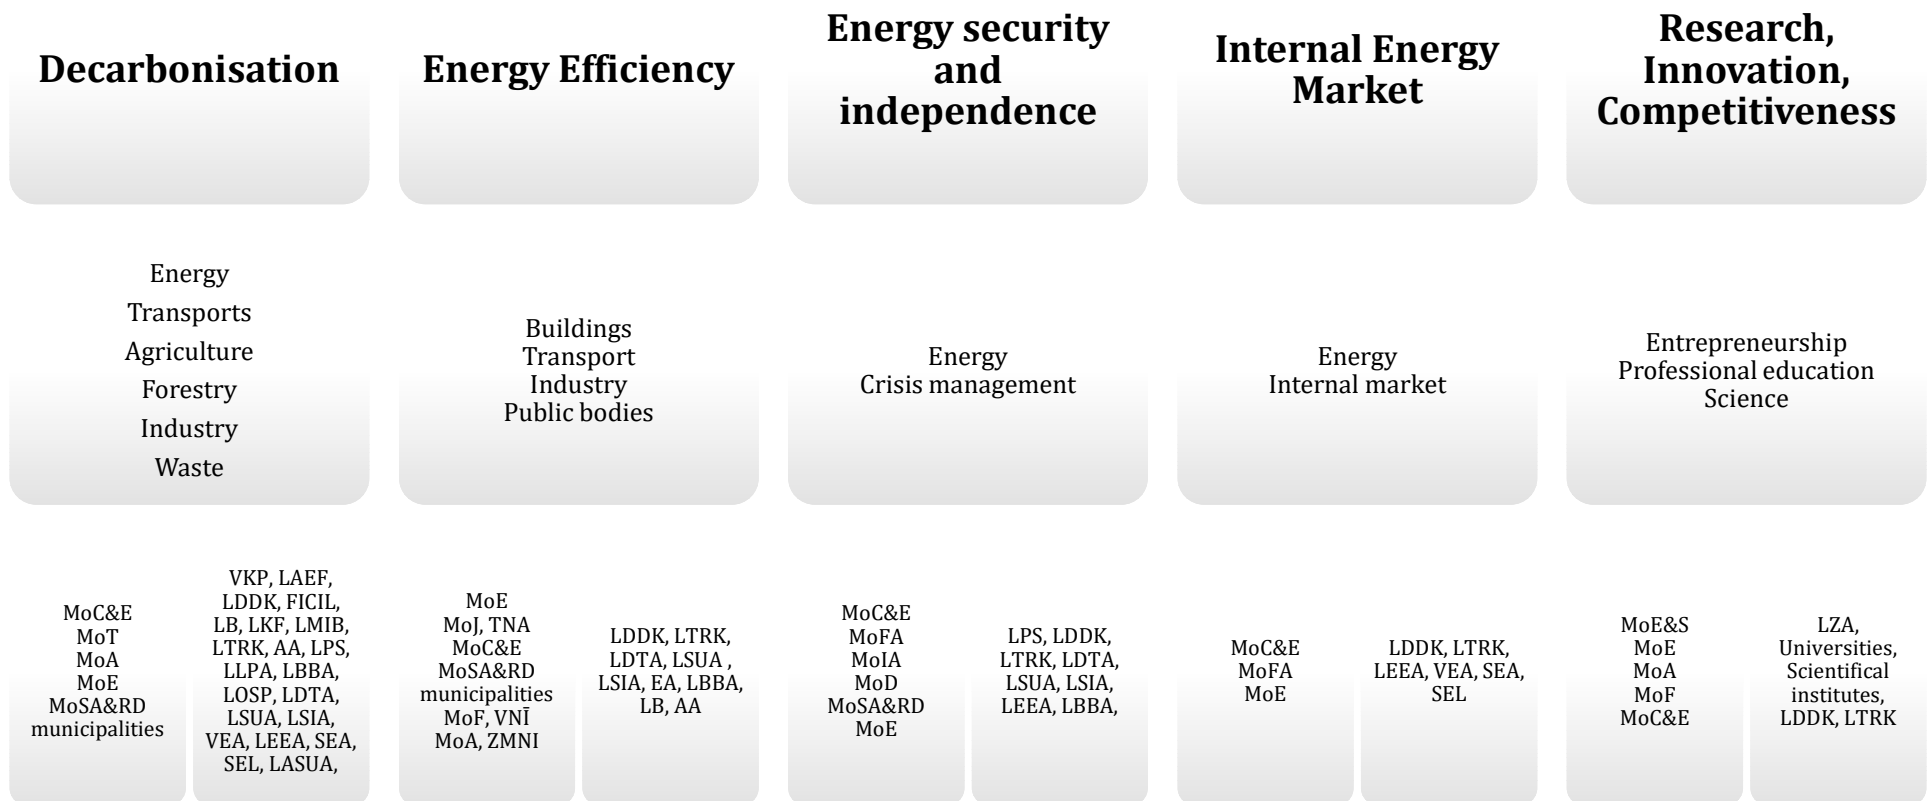 Decarbonisation
Energy Efficiency
Energy security
and
independence
Internal Energy
Market
Research,
Innovation,
Competitiveness
Energy
Transports
Agriculture
Forestry
Industry
Waste
Buildings
Transport
Industry
Public bodies
Energy
Crisis management
Energy
Internal market
Entrepreneurship
Professional education
Science
MoC&E
MoT
MoA
MoE
MoSA&RD
municipalities
VKP, LAEF,
LDDK, FICIL,
LB, LKF, LMIB,
LTRK, AA, LPS,
LLPA, LBBA,
LOSP, LDTA,
LSUA, LSIA,
VEA, LEEA, SEA,
SEL, LASUA,
MoE
MoJ, TNA
MoC&E
MoSA&RD
municipalities
MoF, VNĪ
MoA, ZMNI
LDDK, LTRK,
LDTA, LSUA ,
LSIA, EA, LBBA,
LB, AA
MoC&E
MoFA
MoIA
MoD
MoSA&RD
MoE
LPS, LDDK,
LTRK, LDTA,
LSUA, LSIA,
LEEA, LBBA,
MoC&E
MoFA
MoE
LDDK, LTRK,
LEEA, VEA, SEA,
SEL
MoE&S
MoE
MoA
MoF
MoC&E
LZA,
Universities,
Scientifical
institutes,
LDDK, LTRK